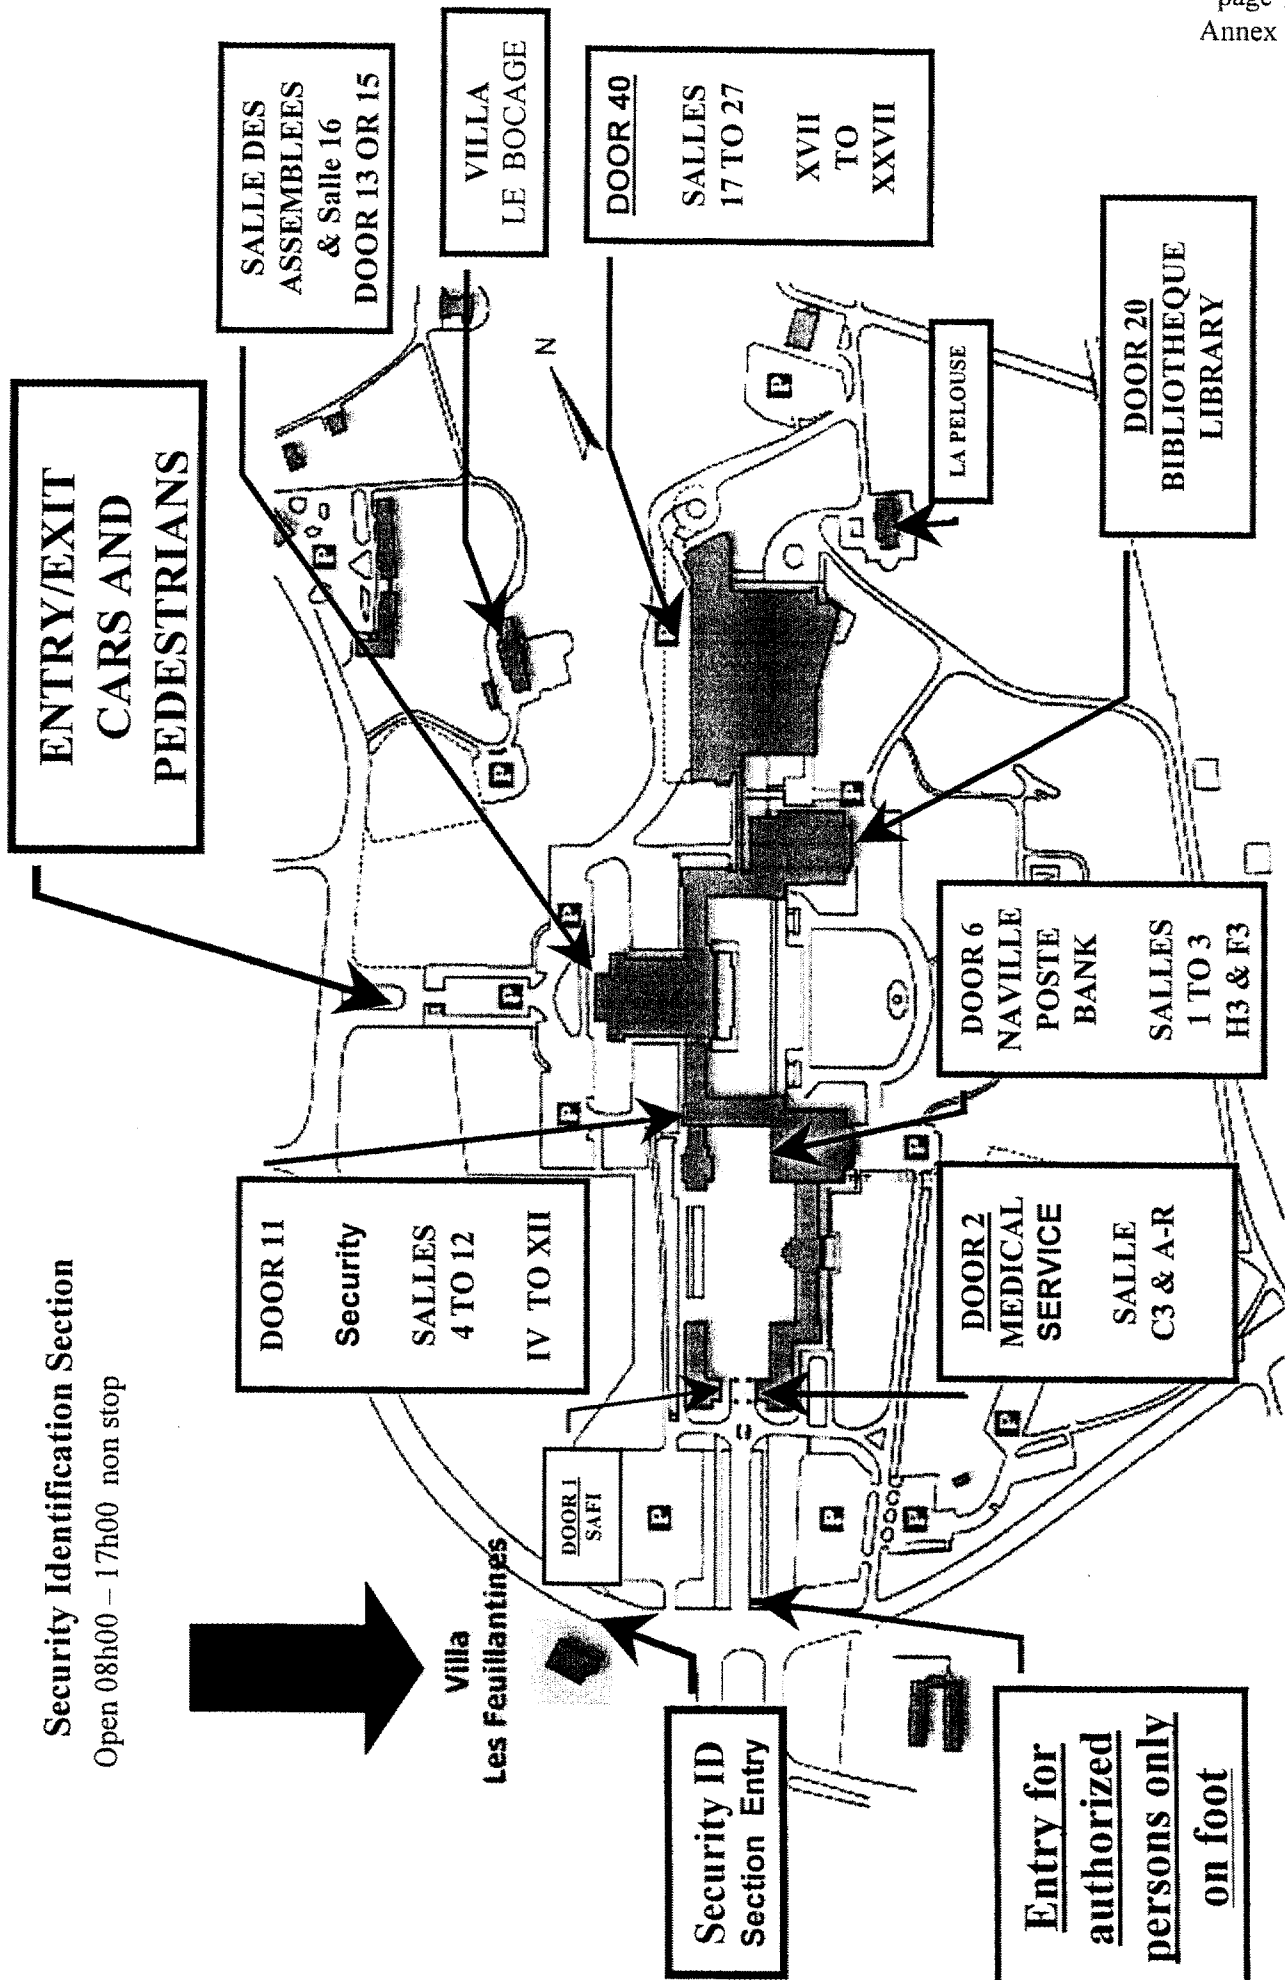 page
Annex
Security Identification Section
Open 08h00 – 17h00 non stop
ENTRY/EXIT
CARS AND
PEDESTRIANS
SALLE DES
ASSEMBLEES
& Salle 16
DOOR 13 OR 15
VILLA
LE BOCAGE
DOOR 40
SALLES
17 TO 27
XVII
TO
XXVII
N
LA PELOUSE
DOOR 20
BIBLIOTHEQUE
LIBRARY
DOOR 6
NAVILLE
POSTE
BANK
SALLES
1 TO 3
H3 & F3
DOOR 11
Security
SALLES
4 TO 12
IV TO XII
DOOR 2
MEDICAL
SERVICE
SALLE
C3 & A-R
DOOR 1
SAFI
Villa
Les Feuillantines
Security ID
Section Entry
Entry for
authorized
persons only
on foot
P
P
P
P
P
P
P
P
P
P
P
P
P
P